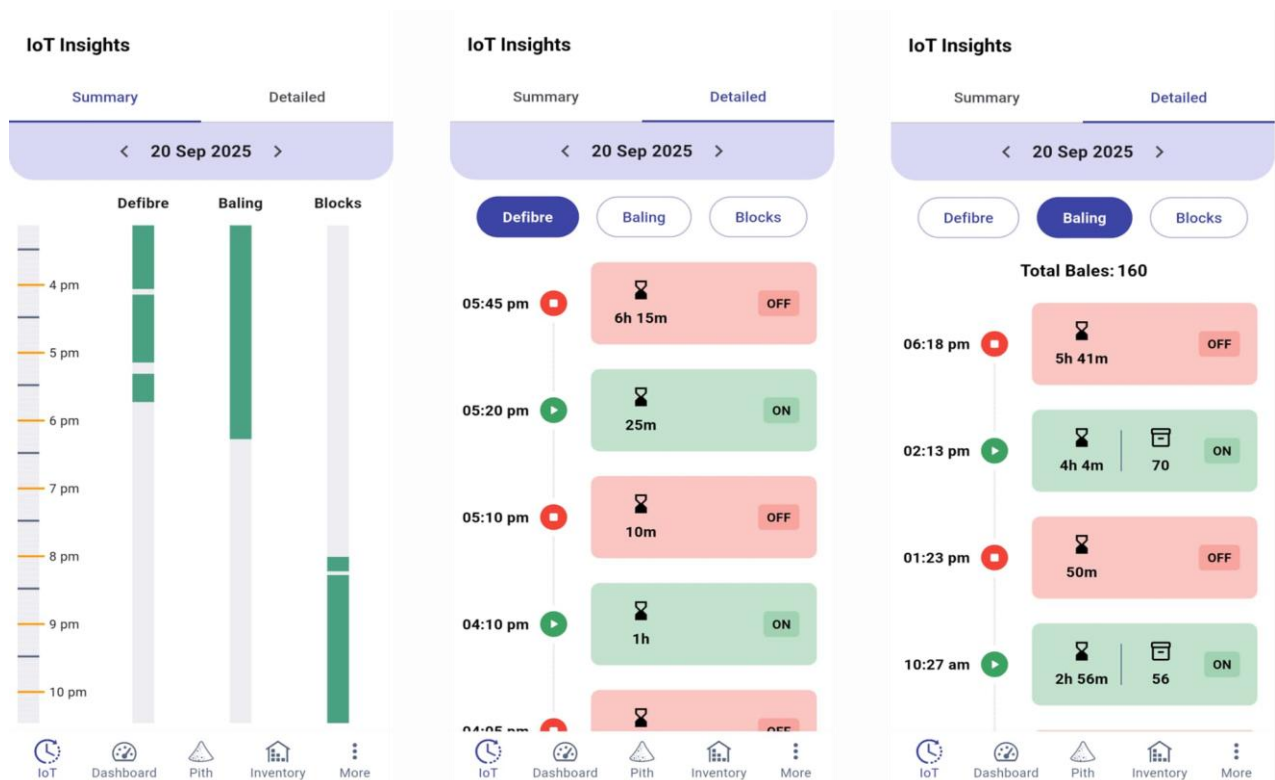 IoT Insights
Summary Detailed
< 20 Sep 2025 >
Defibre Baling Blocks
4 pm
5 pm
6 pm
7 pm
8 pm
9 pm
10 pm
IoT Dashboard Pith Inventory More
IoT Insights
Summary Detailed
< 20 Sep 2025 >
Defibre Baling Blocks
05:45 pm 6h 15m OFF
05:20 pm 25m ON
05:10 pm 10m OFF
04:10 pm 1h ON
04:05 pm OFF
IoT Dashboard Pith Inventory More
IoT Insights
Summary Detailed
< 20 Sep 2025 >
Defibre Baling Blocks
Total Bales: 160
06:18 pm 5h 41m OFF
02:13 pm 4h 4m 70 ON
01:23 pm 50m OFF
10:27 am 2h 56m 56 ON
IoT Dashboard Pith Inventory More